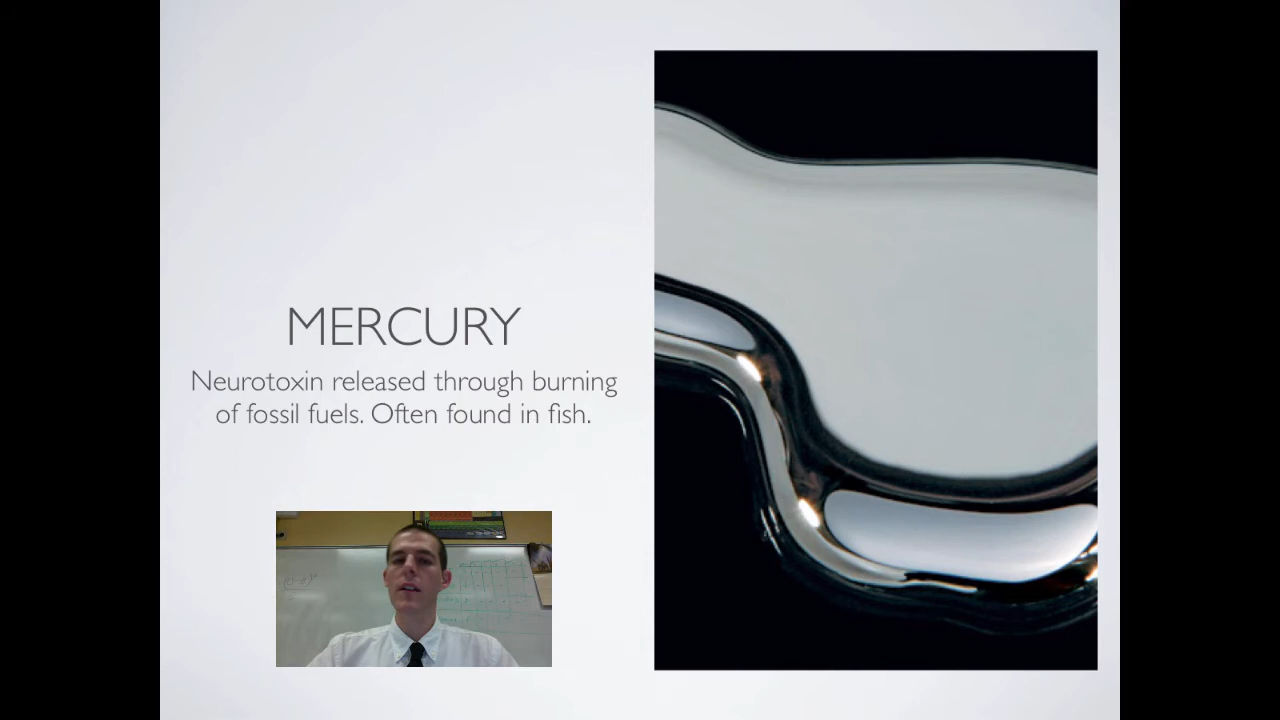 MERCURY
Neurotoxin released through burning
of fossil fuels. Often found in fish.